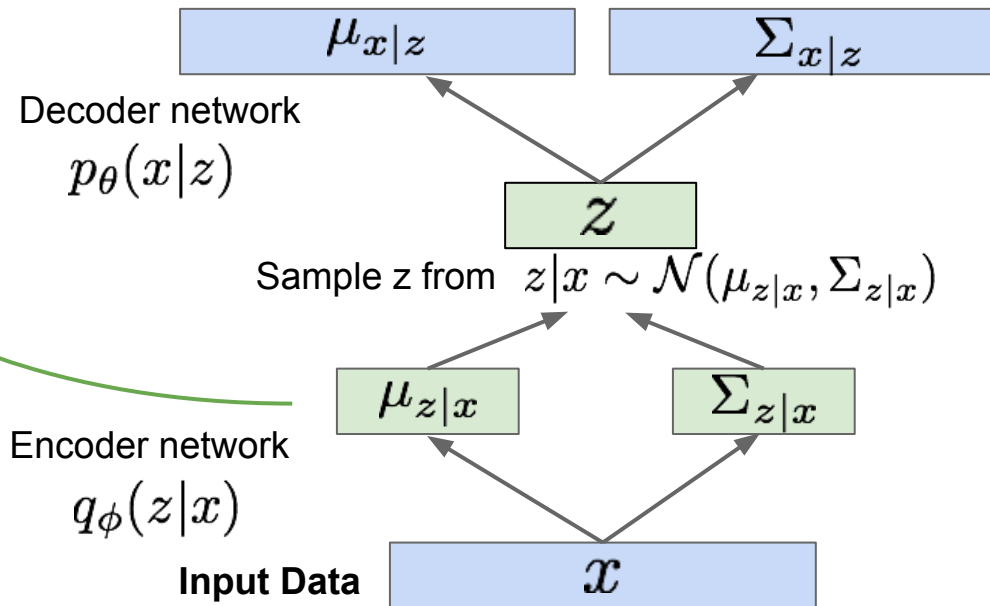 μ_{x|z} Σ_{x|z}
Decoder network
p_θ(x|z)
z
Sample z from z|x ∼ 𝒩(μ_{z|x}, Σ_{z|x})
μ_{z|x} Σ_{z|x}
Encoder network
q_ϕ(z|x)
Input Data x